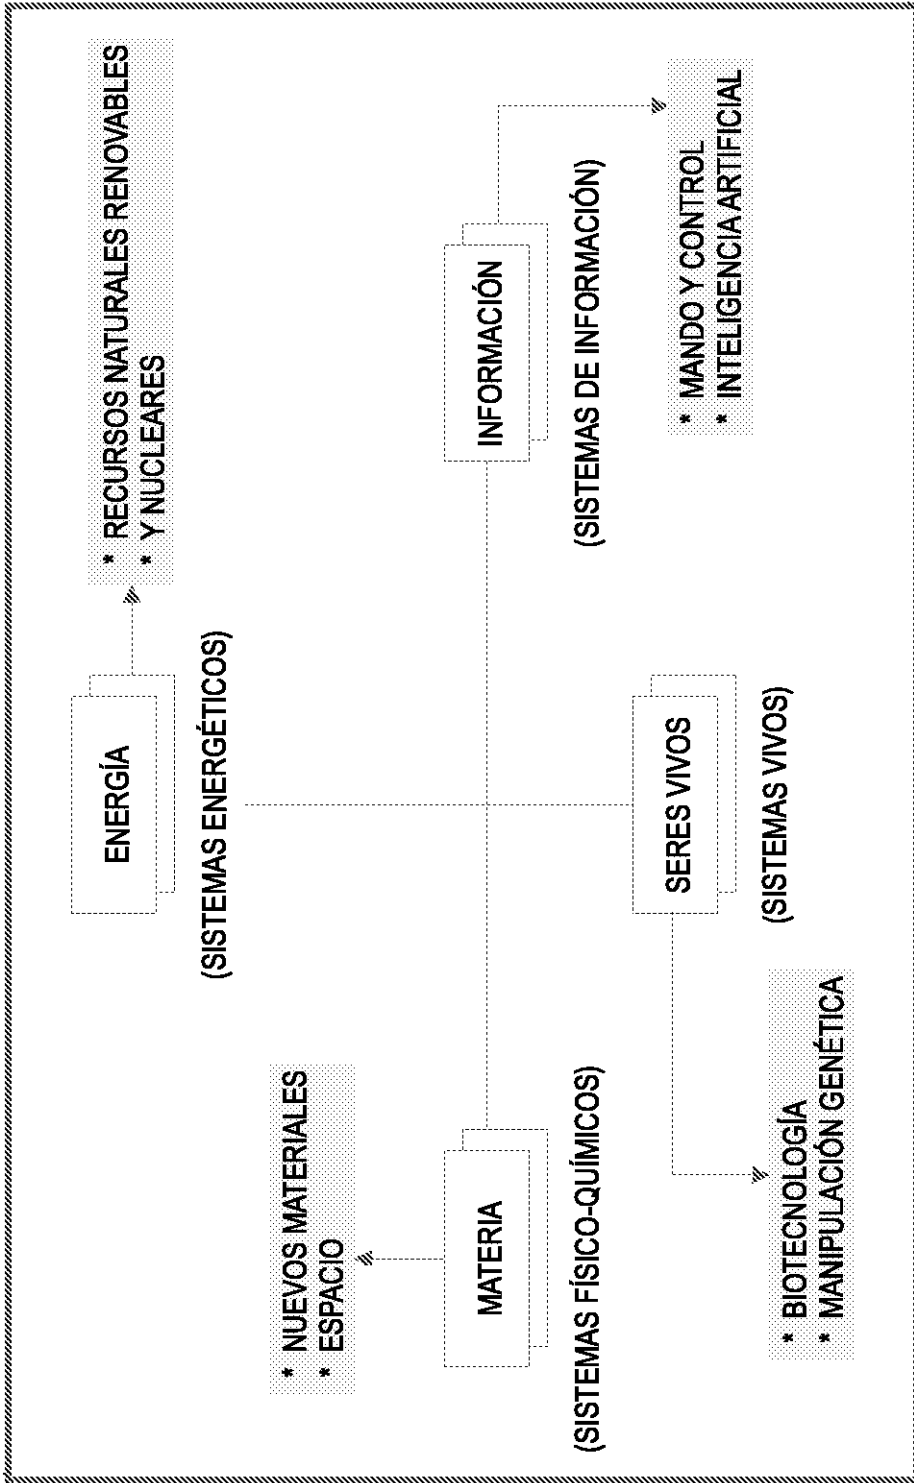 ENERGÍA
* RECURSOS NATURALES RENOVABLES
* Y NUCLEARES
(SISTEMAS ENERGÉTICOS)
* NUEVOS MATERIALES
* ESPACIO
MATERIA
(SISTEMAS FÍSICO-QUÍMICOS)
INFORMACIÓN
(SISTEMAS DE INFORMACIÓN)
SERES VIVOS
(SISTEMAS VIVOS)
* MANDO Y CONTROL
* INTELIGENCIA ARTIFICIAL
* BIOTECNOLOGÍA
* MANIPULACIÓN GENÉTICA